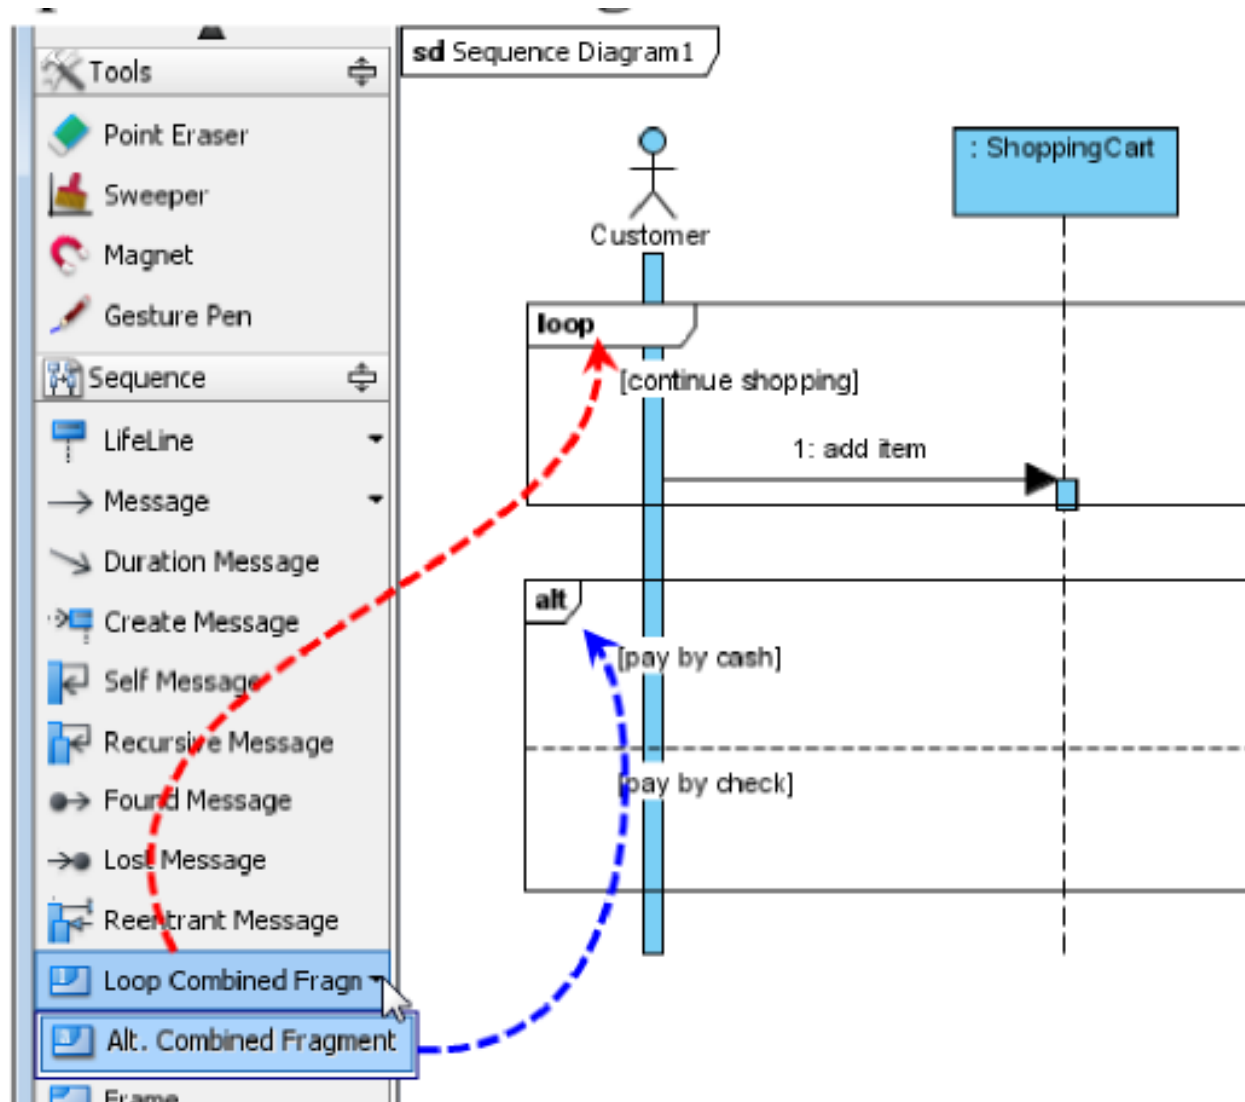 Tools
Point Eraser
Sweeper
Magnet
Gesture Pen
Sequence
LifeLine
Message
Duration Message
Create Message
Self Message
Recursive Message
Found Message
Lost Message
Reentrant Message
Loop Combined Fragn
Alt. Combined Fragment
Frame
sd Sequence Diagram1
Customer
: ShoppingCart
loop
[continue shopping]
1: add item
alt
[pay by cash]
[pay by check]